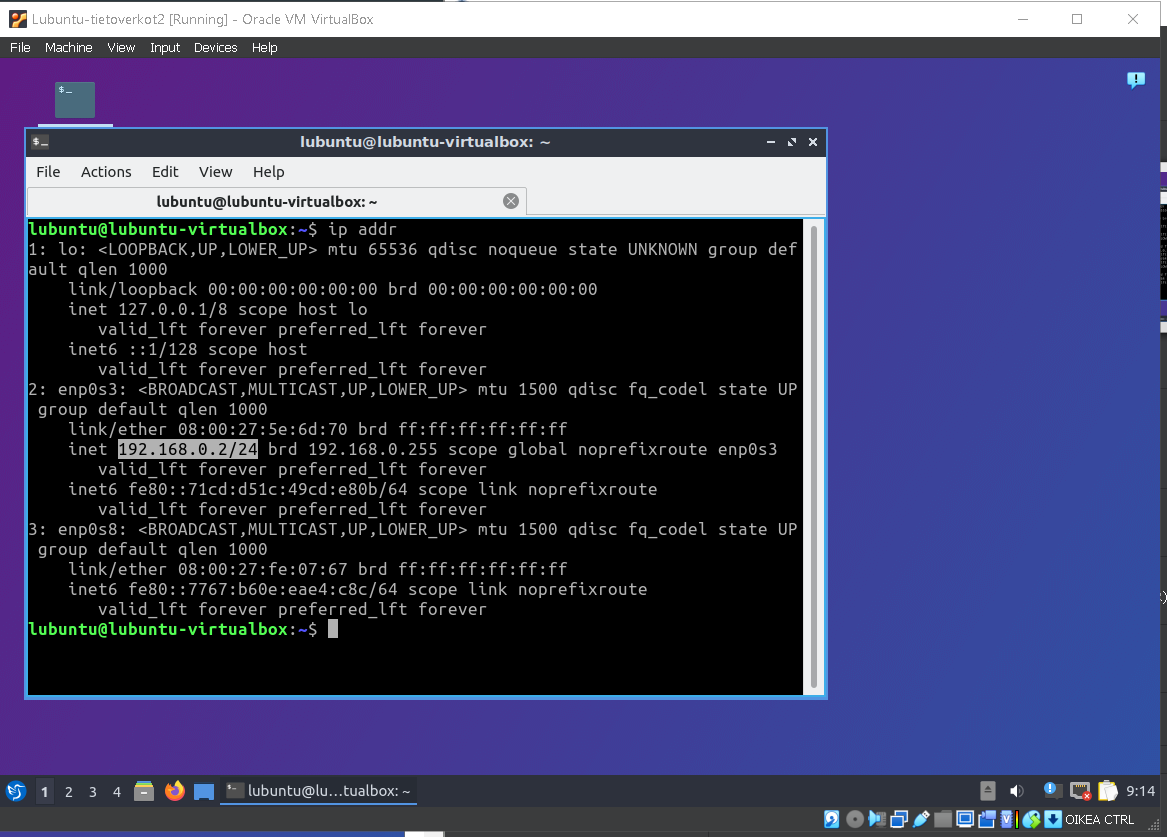 Lubuntu-tietoverkot2 [Running] - Oracle VM VirtualBox
File Machine View Input Devices Help
$_
lubuntu@lubuntu-virtualbox: ~
File Actions Edit View Help
lubuntu@lubuntu-virtualbox: ~
lubuntu@lubuntu-virtualbox:~$ ip addr
1: lo: <LOOPBACK,UP,LOWER_UP> mtu 65536 qdisc noqueue state UNKNOWN group def
ault qlen 1000
link/loopback 00:00:00:00:00:00 brd 00:00:00:00:00:00
inet 127.0.0.1/8 scope host lo
valid_lft forever preferred_lft forever
inet6 ::1/128 scope host
valid_lft forever preferred_lft forever
2: enp0s3: <BROADCAST,MULTICAST,UP,LOWER_UP> mtu 1500 qdisc fq_codel state UP
group default qlen 1000
link/ether 08:00:27:5e:6d:70 brd ff:ff:ff:ff:ff:ff
inet 192.168.0.2/24 brd 192.168.0.255 scope global noprefixroute enp0s3
valid_lft forever preferred_lft forever
inet6 fe80::71cd:d51c:49cd:e80b/64 scope link noprefixroute
valid_lft forever preferred_lft forever
3: enp0s8: <BROADCAST,MULTICAST,UP,LOWER_UP> mtu 1500 qdisc fq_codel state UP
group default qlen 1000
link/ether 08:00:27:fe:07:67 brd ff:ff:ff:ff:ff:ff
inet6 fe80::7767:b60e:eae4:c8c/64 scope link noprefixroute
valid_lft forever preferred_lft forever
lubuntu@lubuntu-virtualbox:~$
1 2 3 4 lubuntu@lu…tualbox: ~ 9:14
OIKEA CTRL